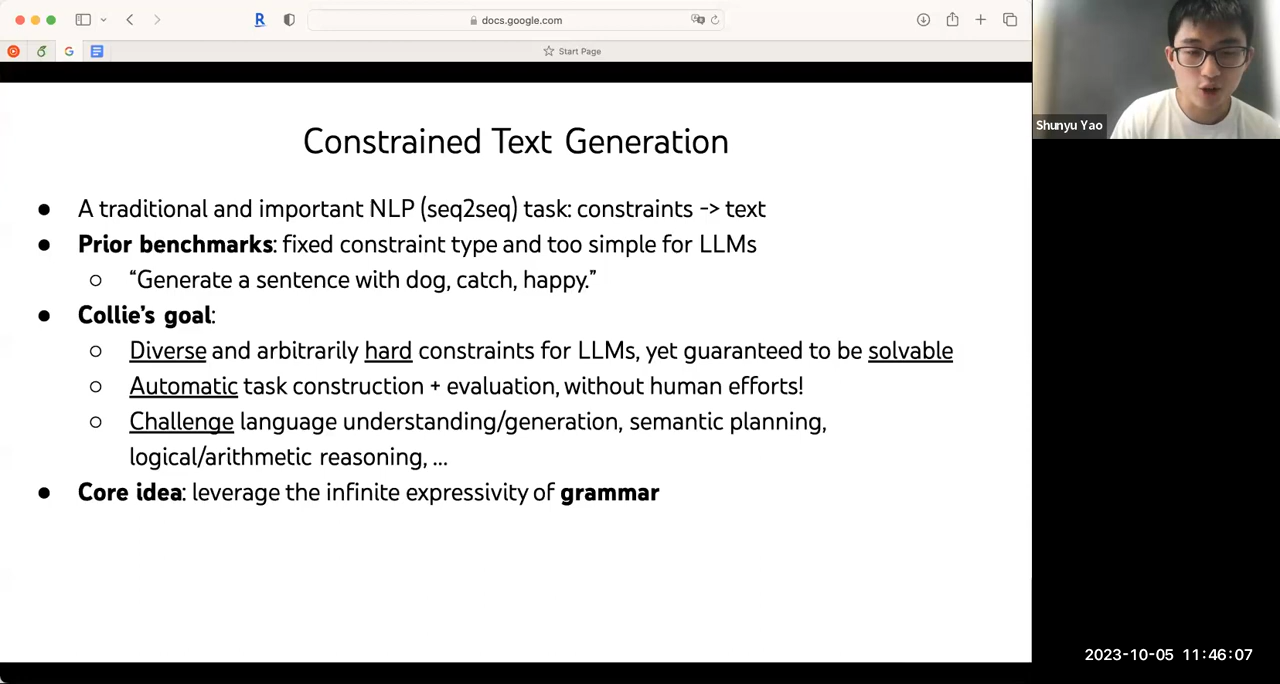 docs.google.com
Start Page
Constrained Text Generation
● A traditional and important NLP (seq2seq) task: constraints -> text
● Prior benchmarks: fixed constraint type and too simple for LLMs
○ “Generate a sentence with dog, catch, happy.”
● Collie’s goal:
○ Diverse and arbitrarily hard constraints for LLMs, yet guaranteed to be solvable
○ Automatic task construction + evaluation, without human efforts!
○ Challenge language understanding/generation, semantic planning,
logical/arithmetic reasoning, ...
● Core idea: leverage the infinite expressivity of grammar
Shunyu Yao
2023-10-05 11:46:07